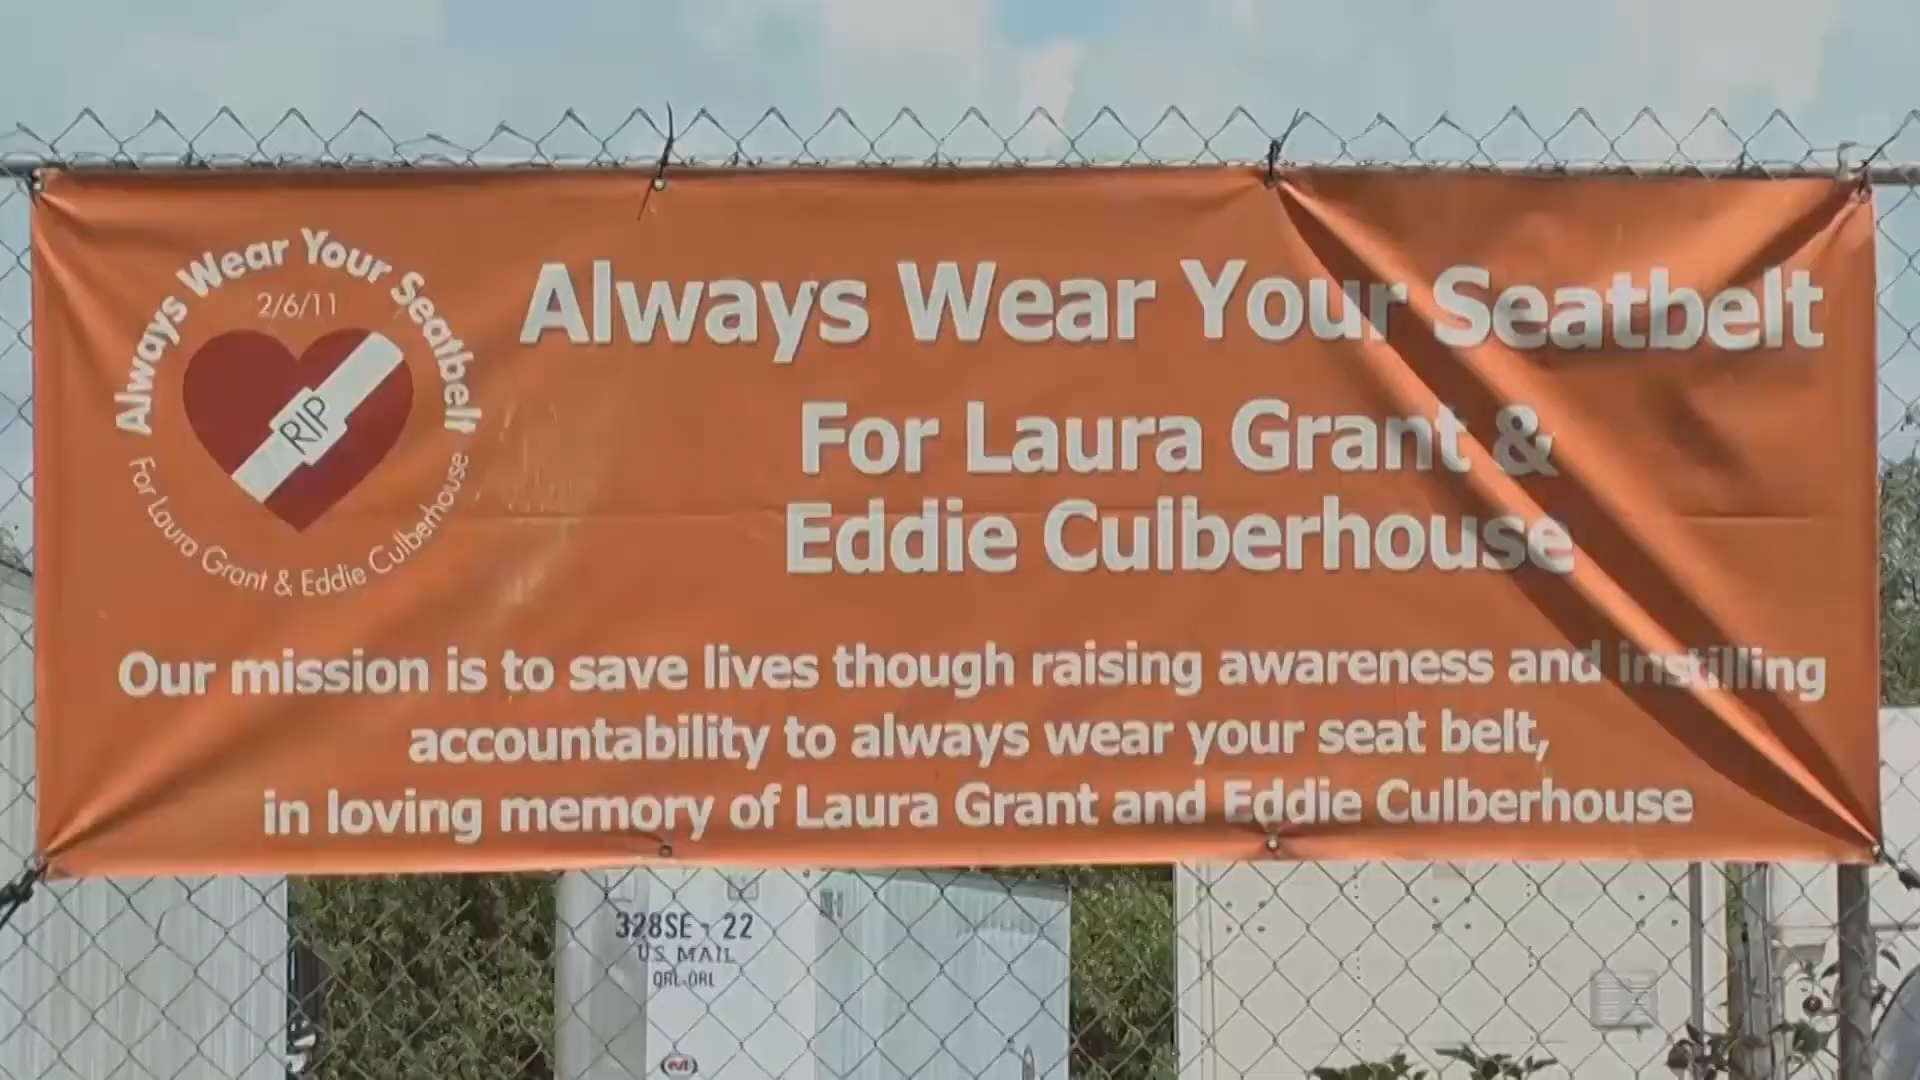 Always Wear Your Seatbelt
2/6/11
RIP
For Laura Grant & Eddie Culberhouse
Always Wear Your Seatbelt
For Laura Grant &
Eddie Culberhouse
Our mission is to save lives though raising awareness and instilling
accountability to always wear your seat belt,
in loving memory of Laura Grant and Eddie Culberhouse
328SE - 22
U.S. MAIL
ORL-ORL